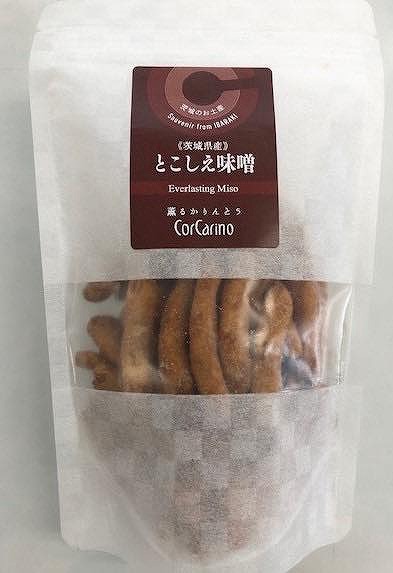 茨城のお土産
Souvenir from IBARAKI
《茨城県産》
とこしえ味噌
Everlasting Miso
薫るかりんとう
CorCarino